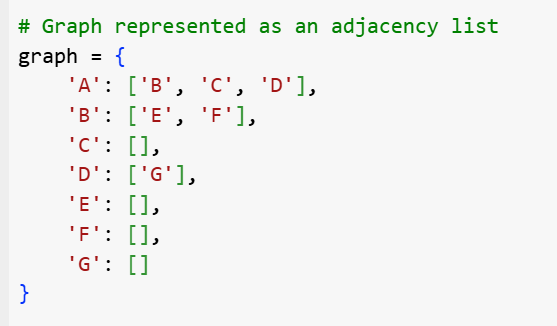 # Graph represented as an adjacency list
graph = {
    'A': ['B', 'C', 'D'],
    'B': ['E', 'F'],
    'C': [],
    'D': ['G'],
    'E': [],
    'F': [],
    'G': []
}